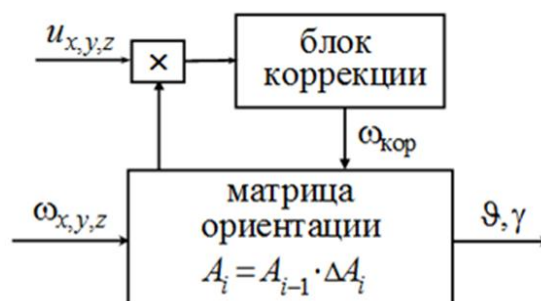 u_{x,y,z}
×
блок
коррекции
ω_{кор}
ω_{x,y,z}
матрица
ориентации
A_i = A_{i-1} · ΔA_i
ϑ, γ